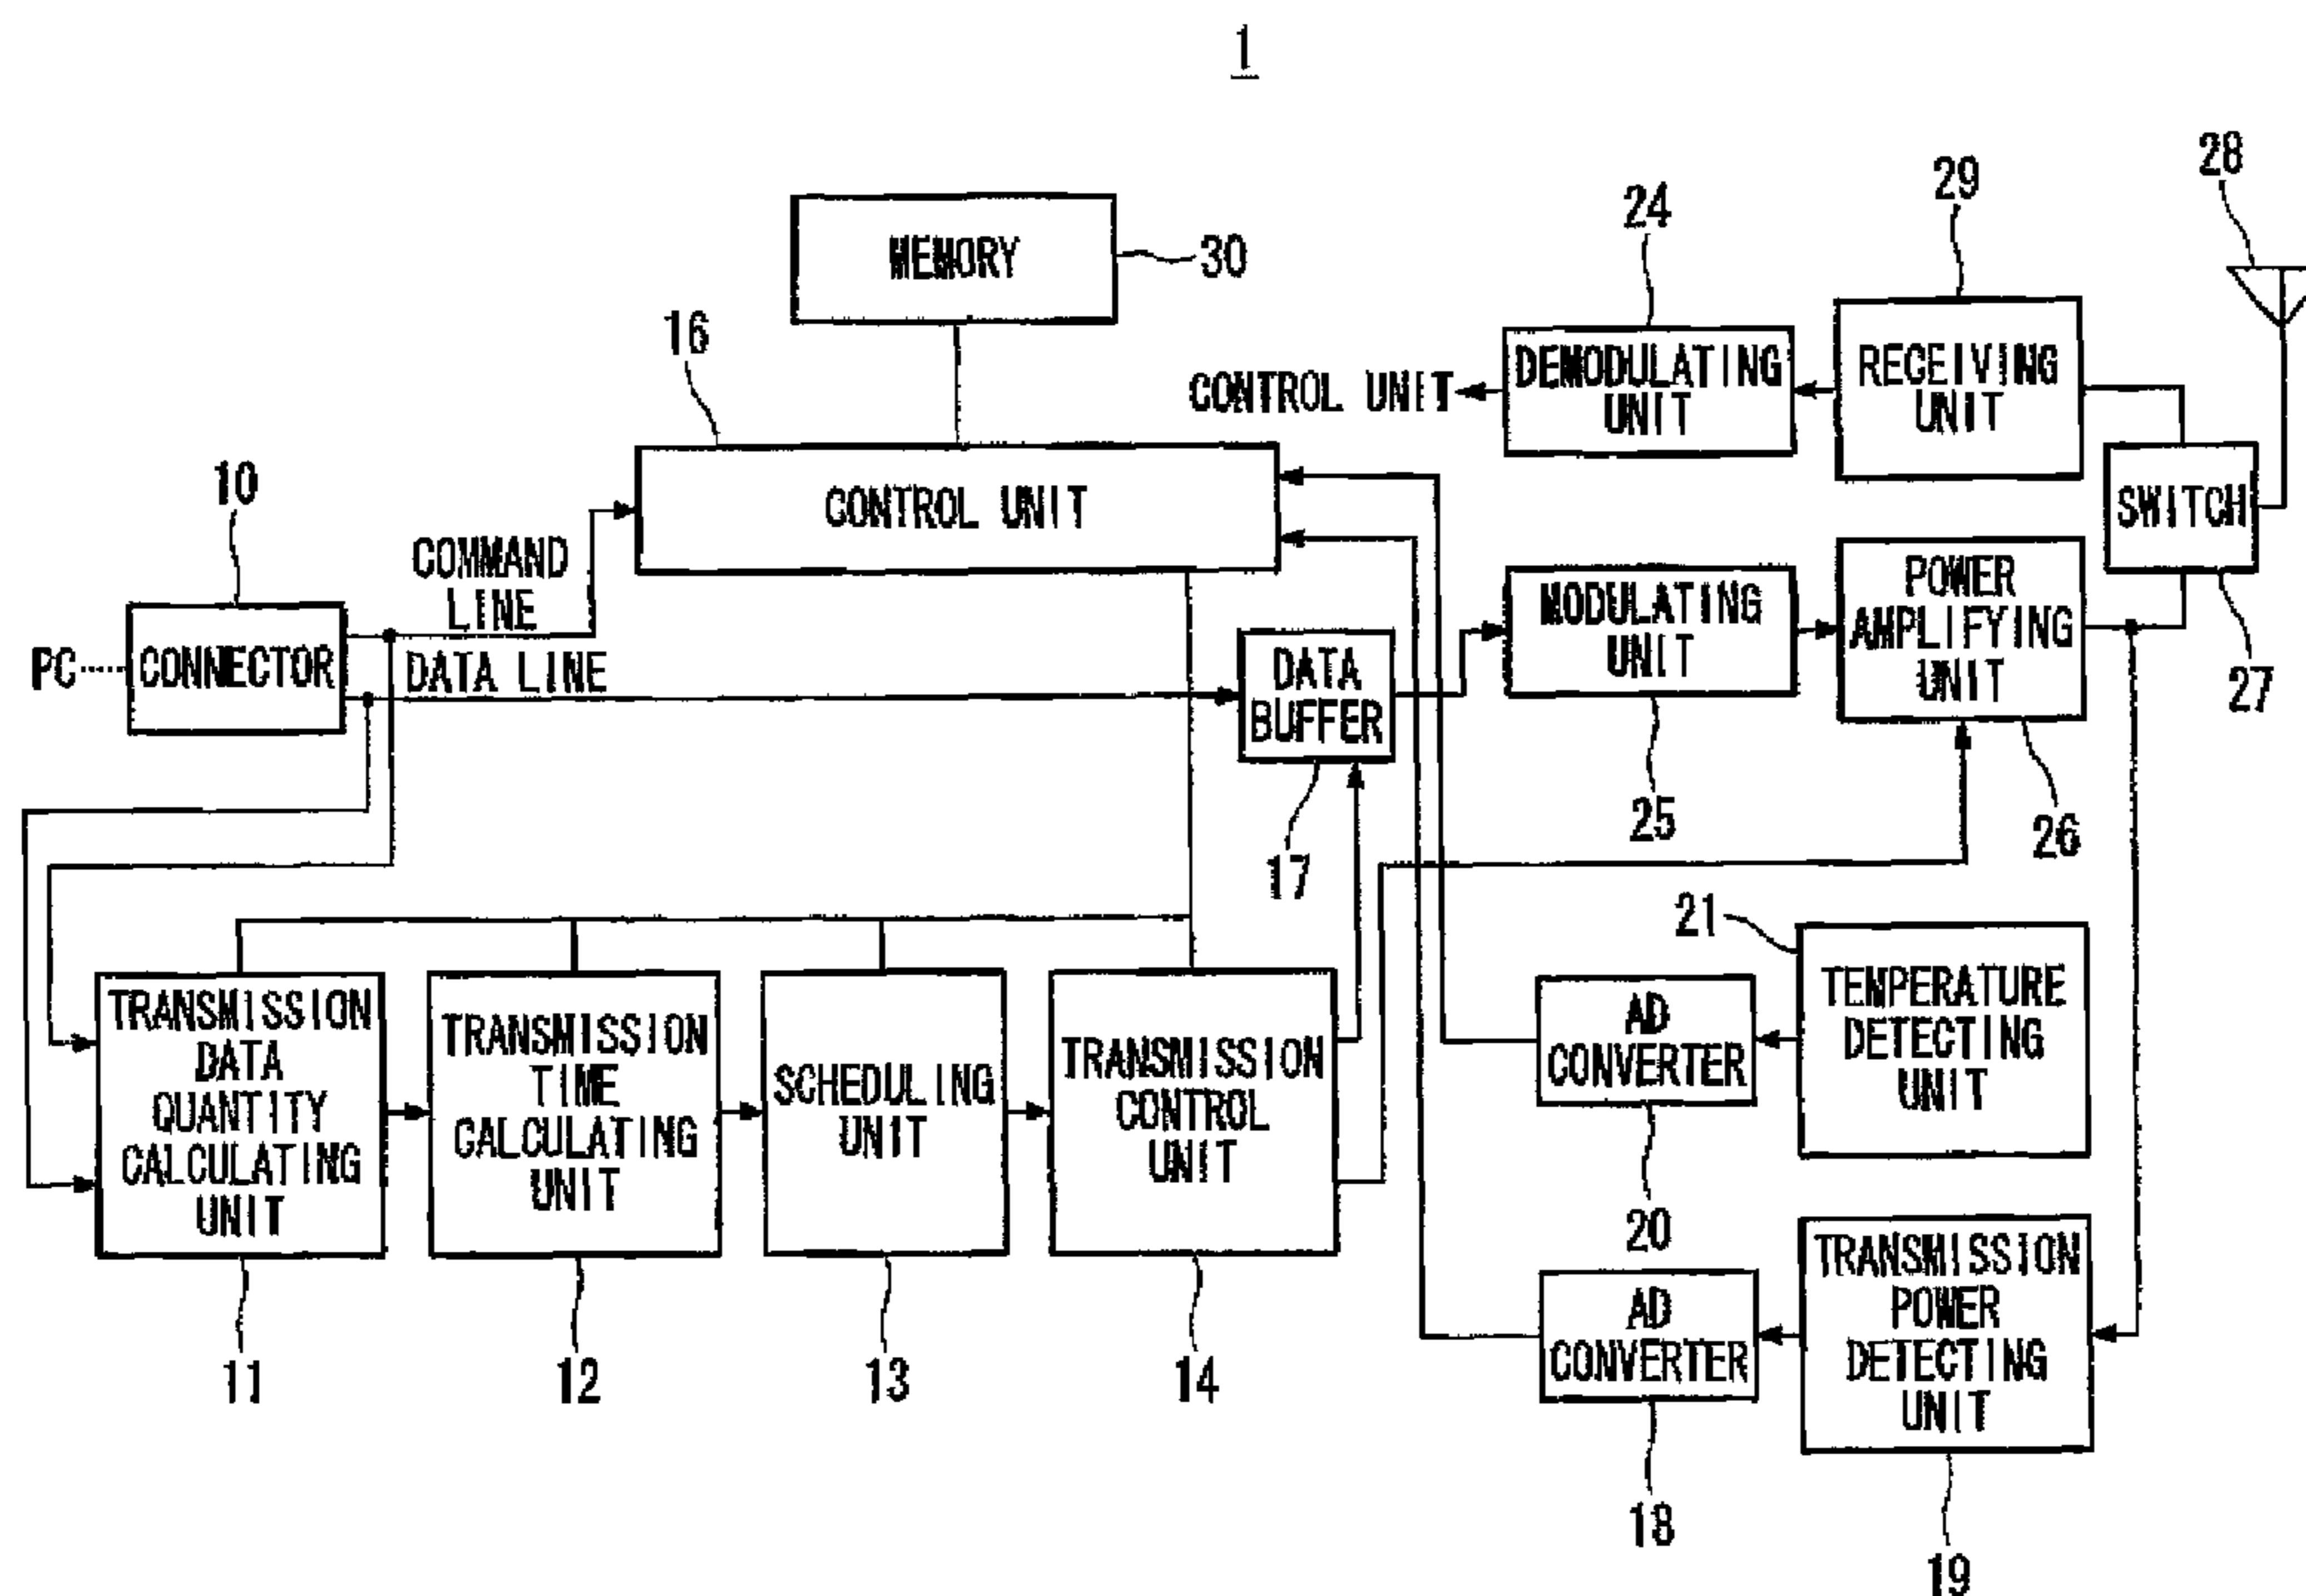 1
28
29
24
MEMORY
30
16
DEMODULATING
UNIT
RECEIVING
UNIT
CONTROL UNIT
10
CONTROL UNIT
SWITCH
COMMAND
LINE
POWER
AMPLIFYING
UNIT
MODULATING
UNIT
PC
CONNECTOR
DATA LINE
DATA
BUFFER
27
25
26
17
21
TRANSMISSION
DATA
QUANTITY
CALCULATING
UNIT
TRANSMISSION
TIME
CALCULATING
UNIT
SCHEDULING
UNIT
TRANSMISSION
CONTROL
UNIT
AD
CONVERTER
TEMPERATURE
DETECTING
UNIT
20
AD
CONVERTER
TRANSMISSION
POWER
DETECTING
UNIT
11
12
13
14
18
19